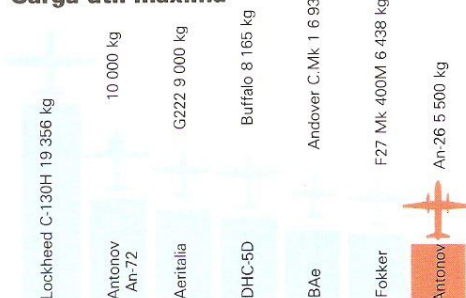 Carga útil máxima
Lockheed C-130H 19 356 kg
Antonov
An-72
10 000 kg
Aeritalia G222 9 000 kg
DHC-5D Buffalo 8 165 kg
BAe Andover C.Mk 1 6 93
Fokker F27 Mk 400M 6 438 kg
Antonov An-26 5 500 kg